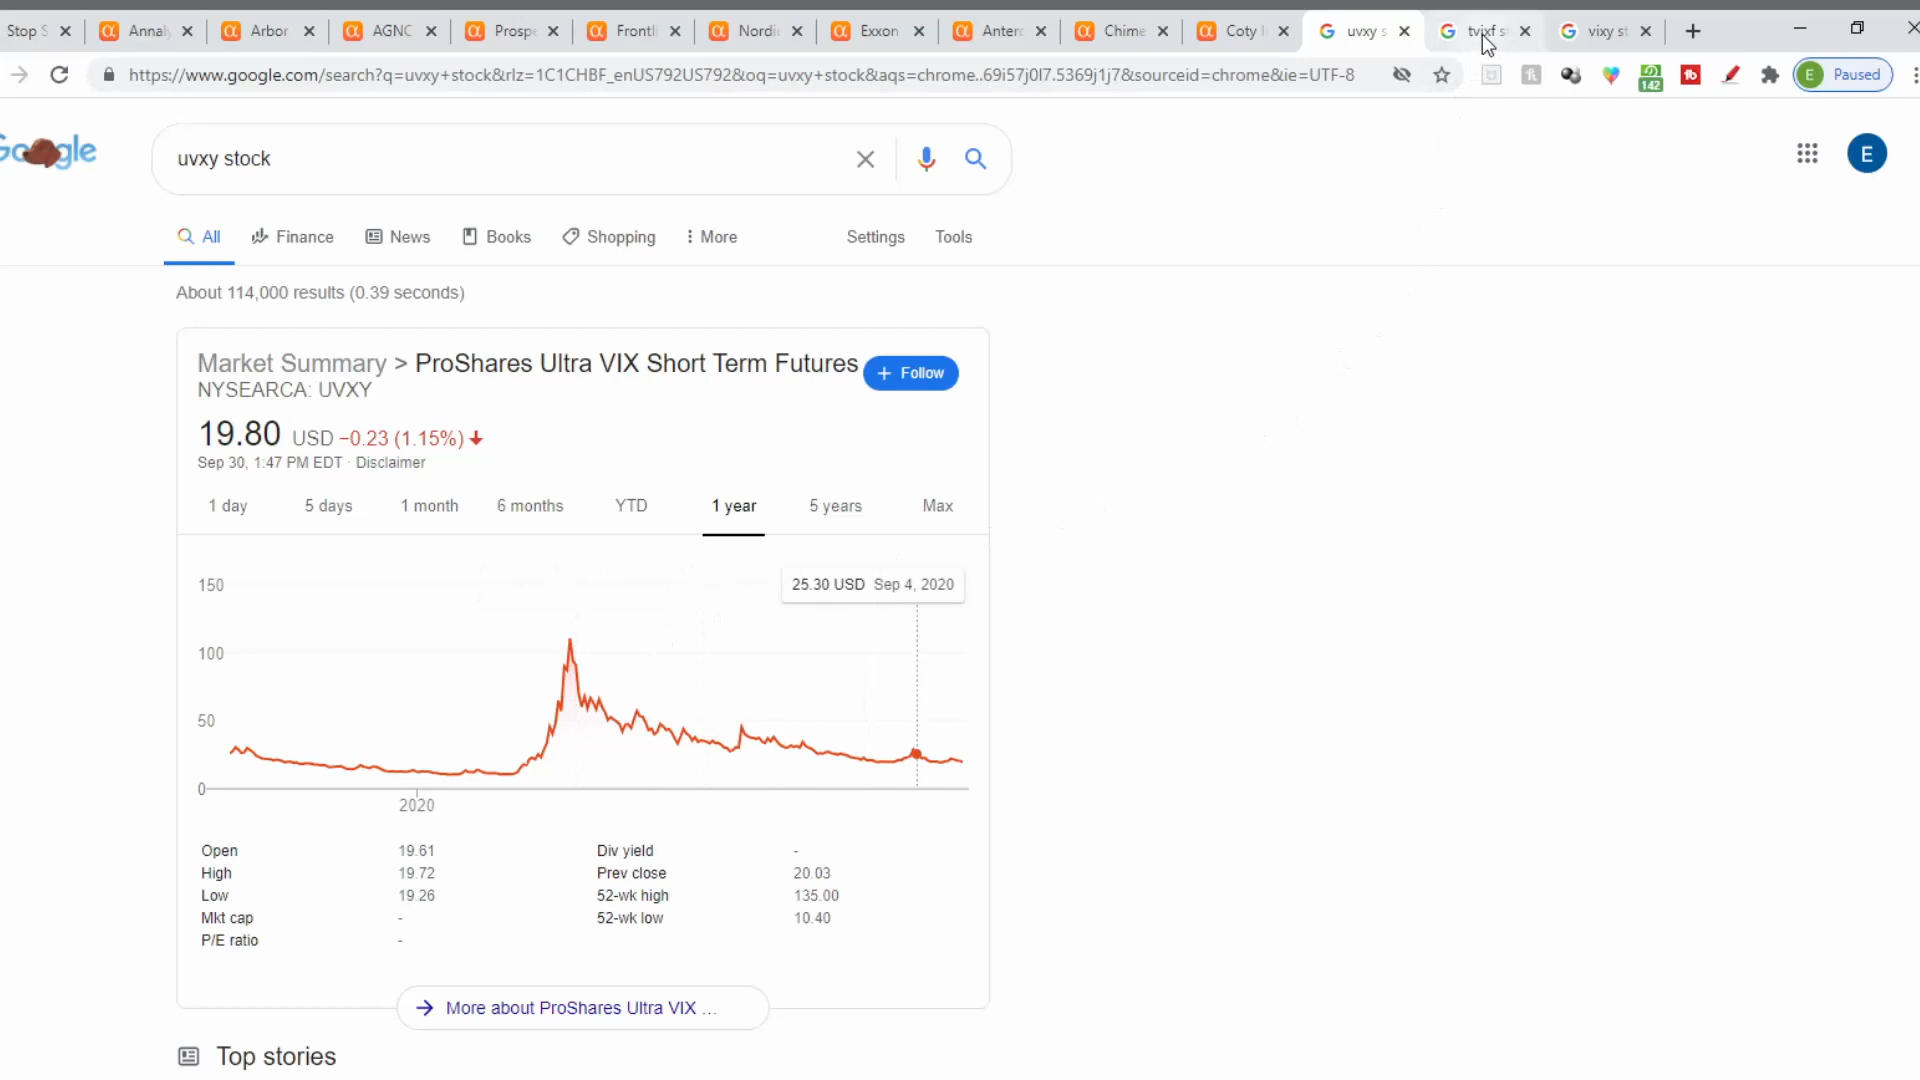 Stop S Annaly Arbor AGNC Prospe Frontl Nordi Exxon Antero Chime Coty I uvxy s tvixf s vixy st
https://www.google.com/search?q=uvxy+stock&rlz=1C1CHBF_enUS792US792&oq=uvxy+stock&aqs=chrome..69i57j0l7.5369j1j7&sourceid=chrome&ie=UTF-8 142 E Paused
Google uvxy stock E
All Finance News Books Shopping More Settings Tools
About 114,000 results (0.39 seconds)
Market Summary > ProShares Ultra VIX Short Term Futures
+ Follow
NYSEARCA: UVXY
19.80 USD −0.23 (1.15%)
Sep 30, 1:47 PM EDT · Disclaimer
1 day 5 days 1 month 6 months YTD 1 year 5 years Max
25.30 USD Sep 4, 2020
150
100
50
0
2020
Open 19.61 Div yield -
High 19.72 Prev close 20.03
Low 19.26 52-wk high 135.00
Mkt cap - 52-wk low 10.40
P/E ratio -
More about ProShares Ultra VIX ...
Top stories